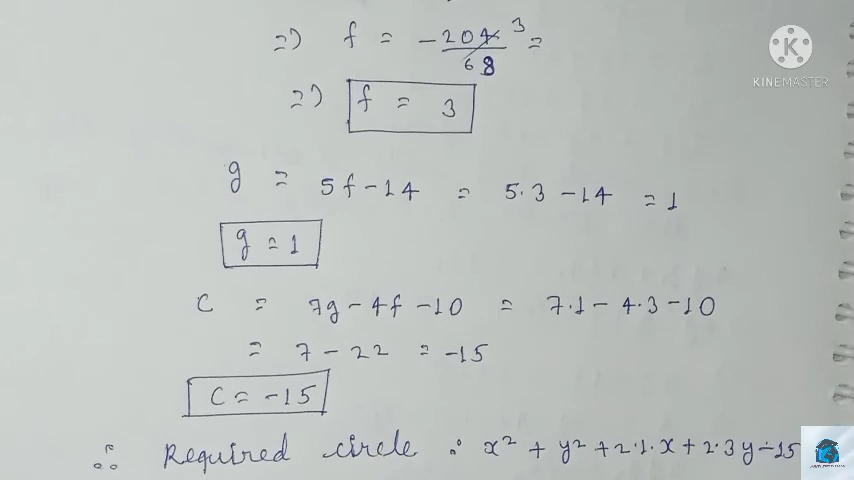 => f = -204/68 3 =
K
KINEMASTER
=> f = 3
g = 5f-14 = 5.3 -14 = 1
g = 1
C = 7g - 4f - 10 = 7.1 - 4.3 - 10
= 7 - 22 = -15
C = -15
∴ Required circle : x² + y² + 2.1.x + 2.3y - 15